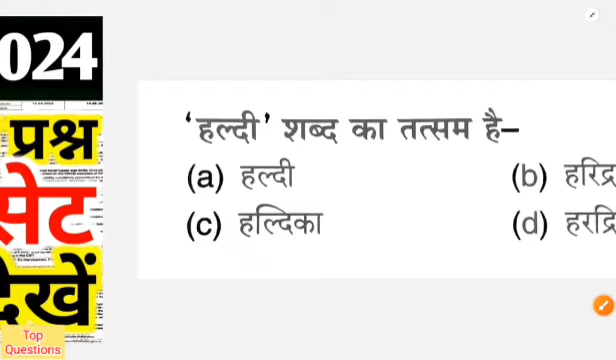 024
प्रश्न
सेट
देखें
Top
Questions
'हल्दी' शब्द का तत्सम है–
(a) हल्दी
(b) हरिद्र
(c) हल्दिका
(d) हरद्रि